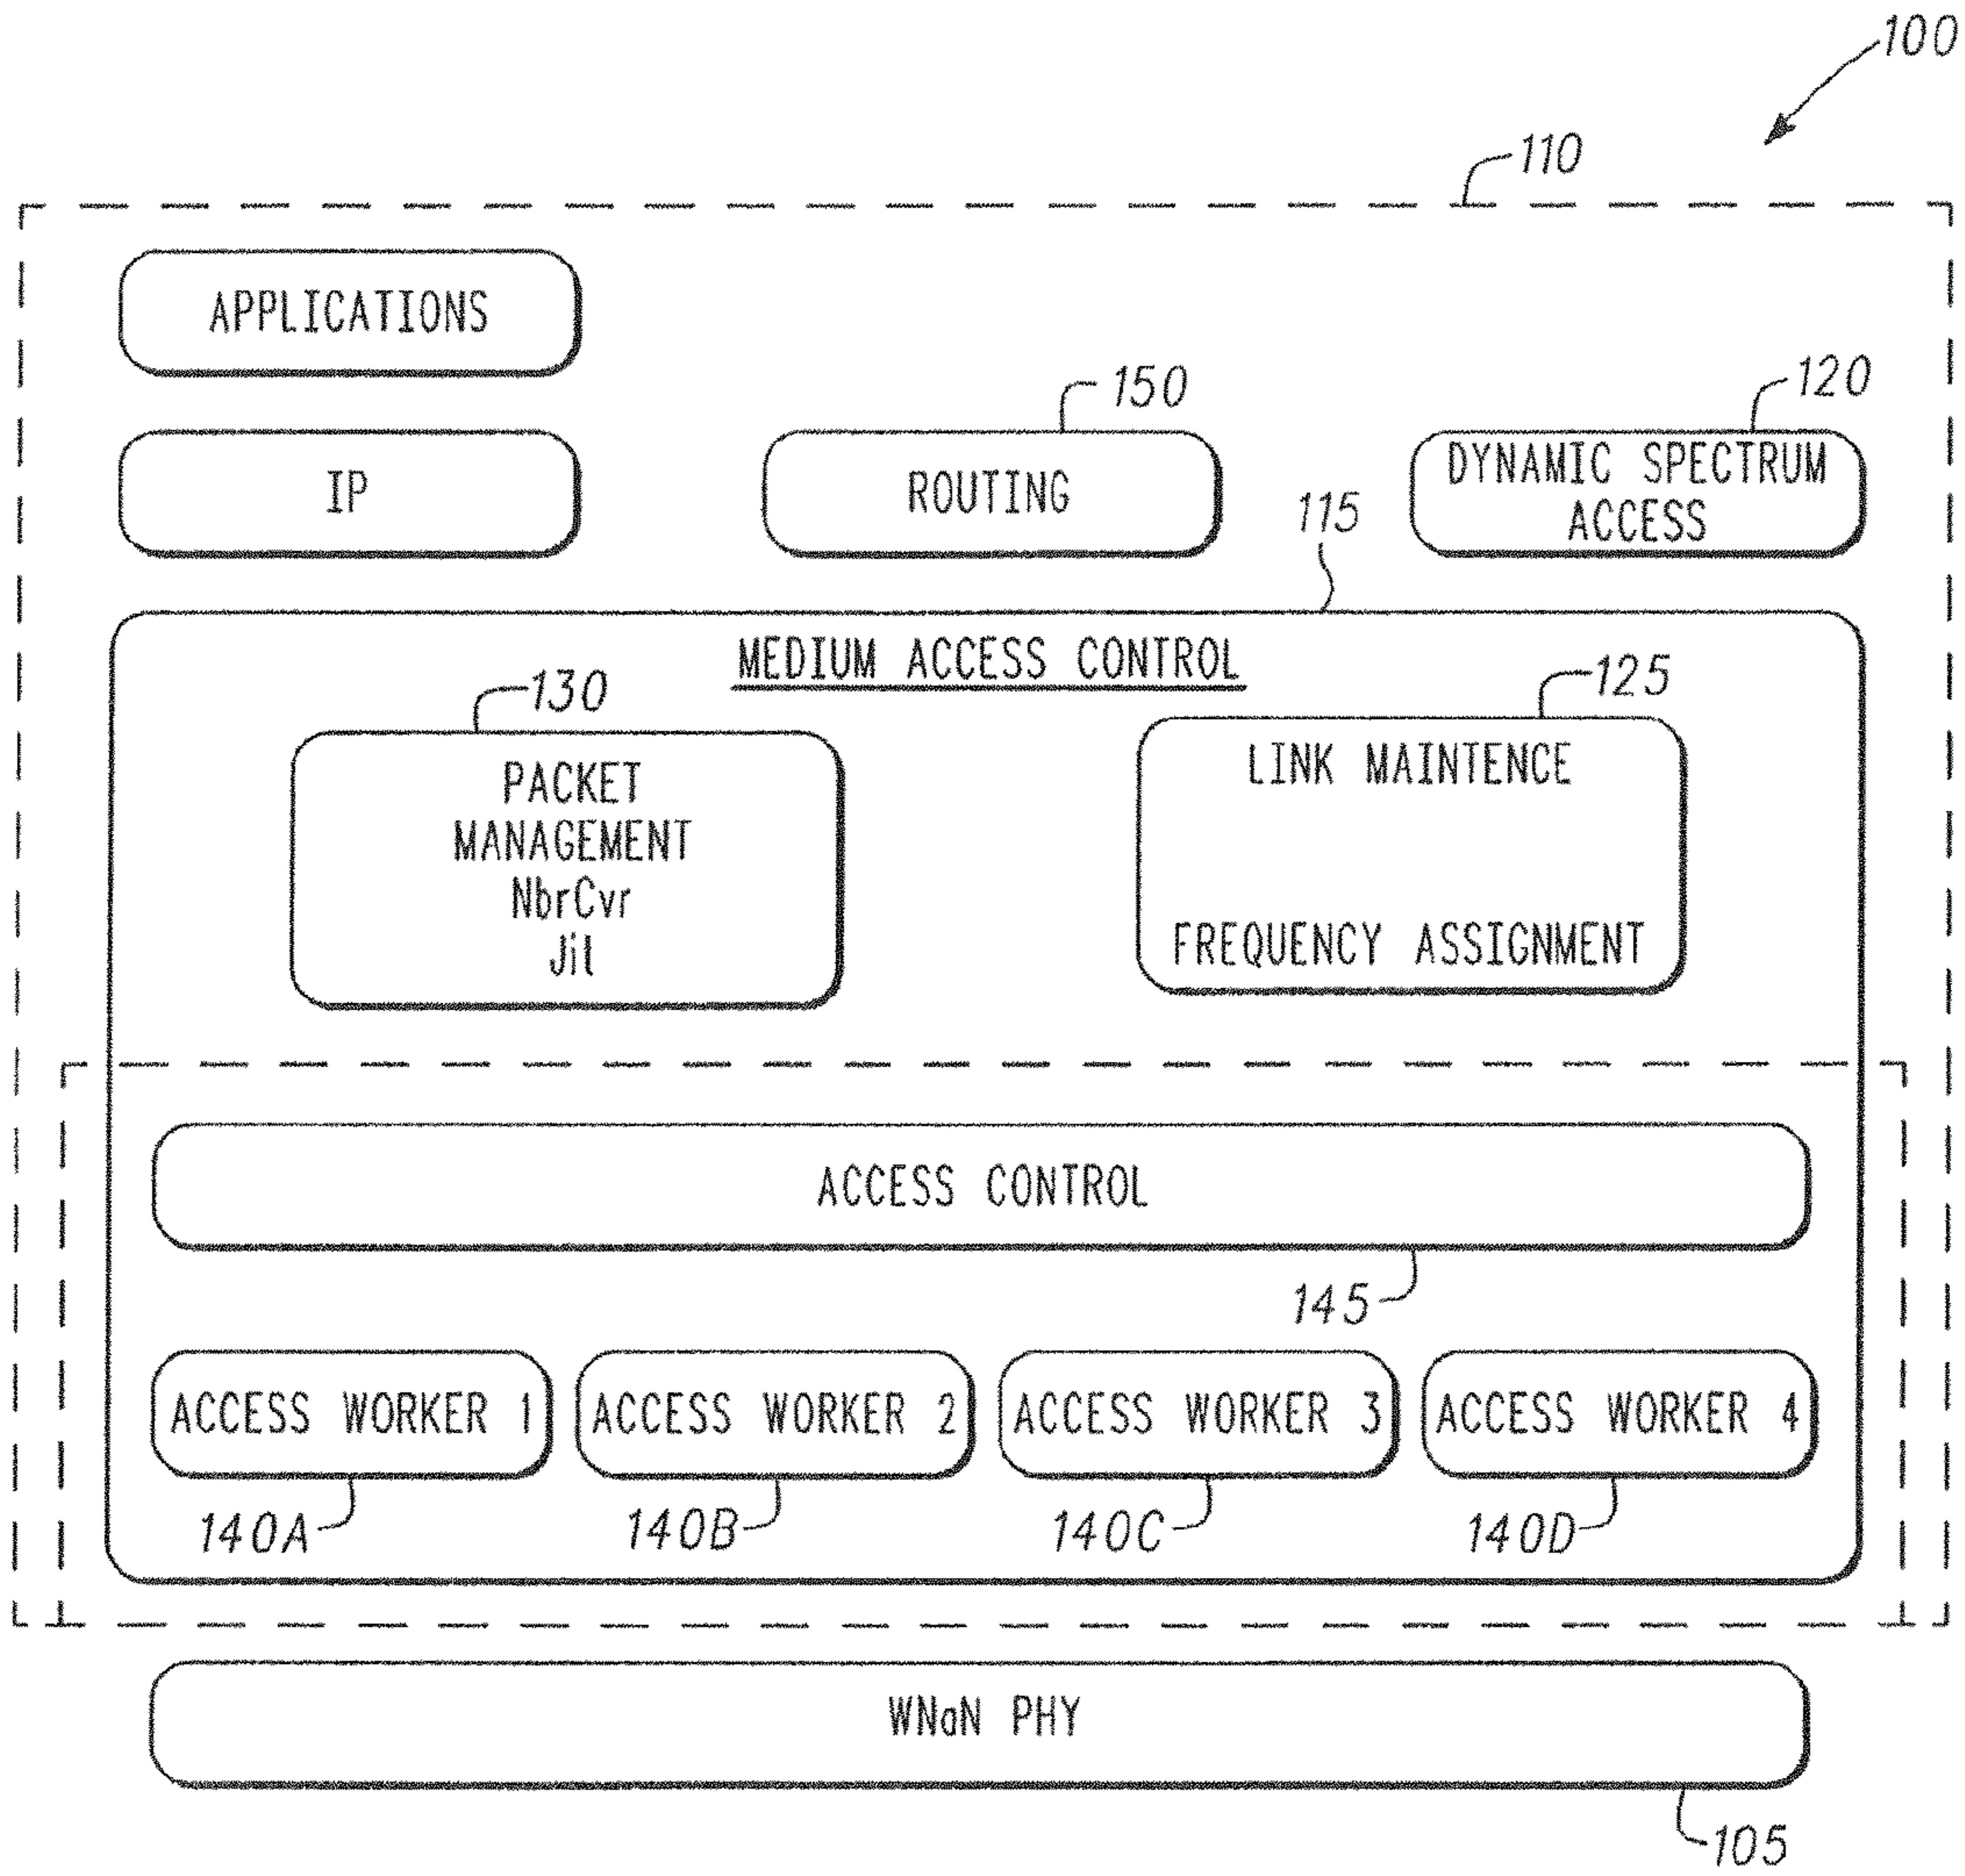 100
110
APPLICATIONS
150
120
IP
ROUTING
DYNAMIC SPECTRUM
ACCESS
115
MEDIUM ACCESS CONTROL
130
125
PACKET
MANAGEMENT
NbrCvr
Jil
LINK MAINTENCE
FREQUENCY ASSIGNMENT
ACCESS CONTROL
145
ACCESS WORKER 1
ACCESS WORKER 2
ACCESS WORKER 3
ACCESS WORKER 4
140A
140B
140C
140D
WNaN PHY
105